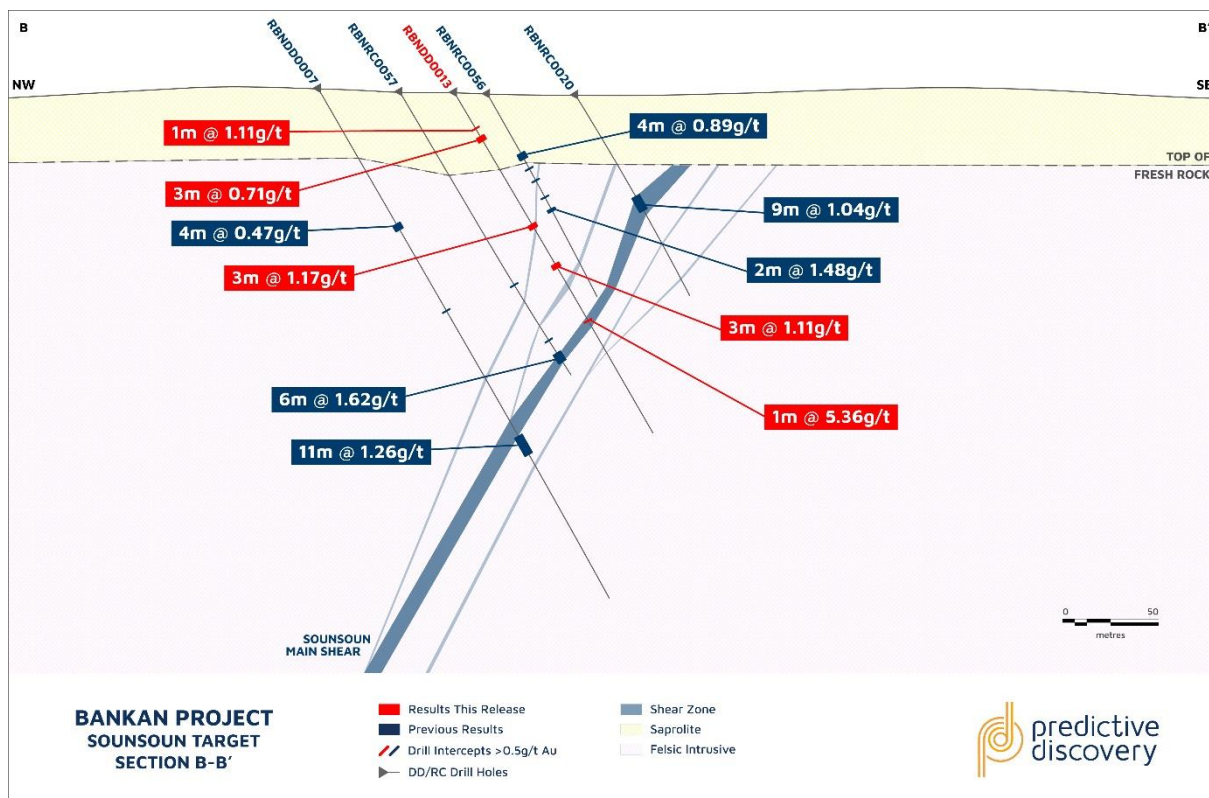 B
B'
NW
SE
RBNDD0007
RBNRC0057
RBNDD0013
RBNRC0056
RBNRC0020
1m @ 1.11g/t
4m @ 0.89g/t
TOP OF
FRESH ROCK
3m @ 0.71g/t
9m @ 1.04g/t
4m @ 0.47g/t
3m @ 1.17g/t
2m @ 1.48g/t
3m @ 1.11g/t
6m @ 1.62g/t
1m @ 5.36g/t
11m @ 1.26g/t
0 50
metres
SOUNSOUN
MAIN SHEAR
BANKAN PROJECT
SOUNSOUN TARGET
SECTION B-B'
Results This Release
Previous Results
Drill Intercepts >0.5g/t Au
DD/RC Drill Holes
Shear Zone
Saprolite
Felsic Intrusive
predictive
discovery